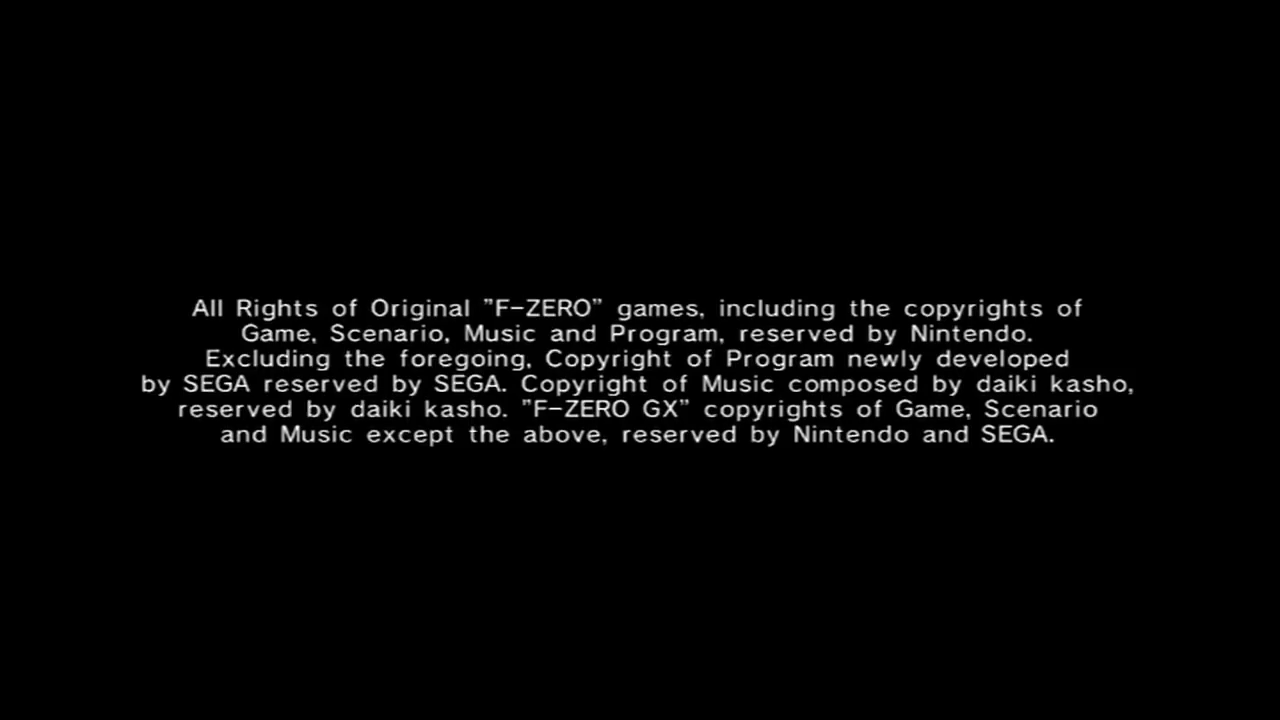 All Rights of Original ”F−ZERO” games, including the copyrights of
Game, Scenario, Music and Program, reserved by Nintendo.
Excluding the foregoing, Copyright of Program newly developed
by SEGA reserved by SEGA. Copyright of Music composed by daiki kasho,
reserved by daiki kasho. ”F−ZERO GX” copyrights of Game, Scenario
and Music except the above, reserved by Nintendo and SEGA.